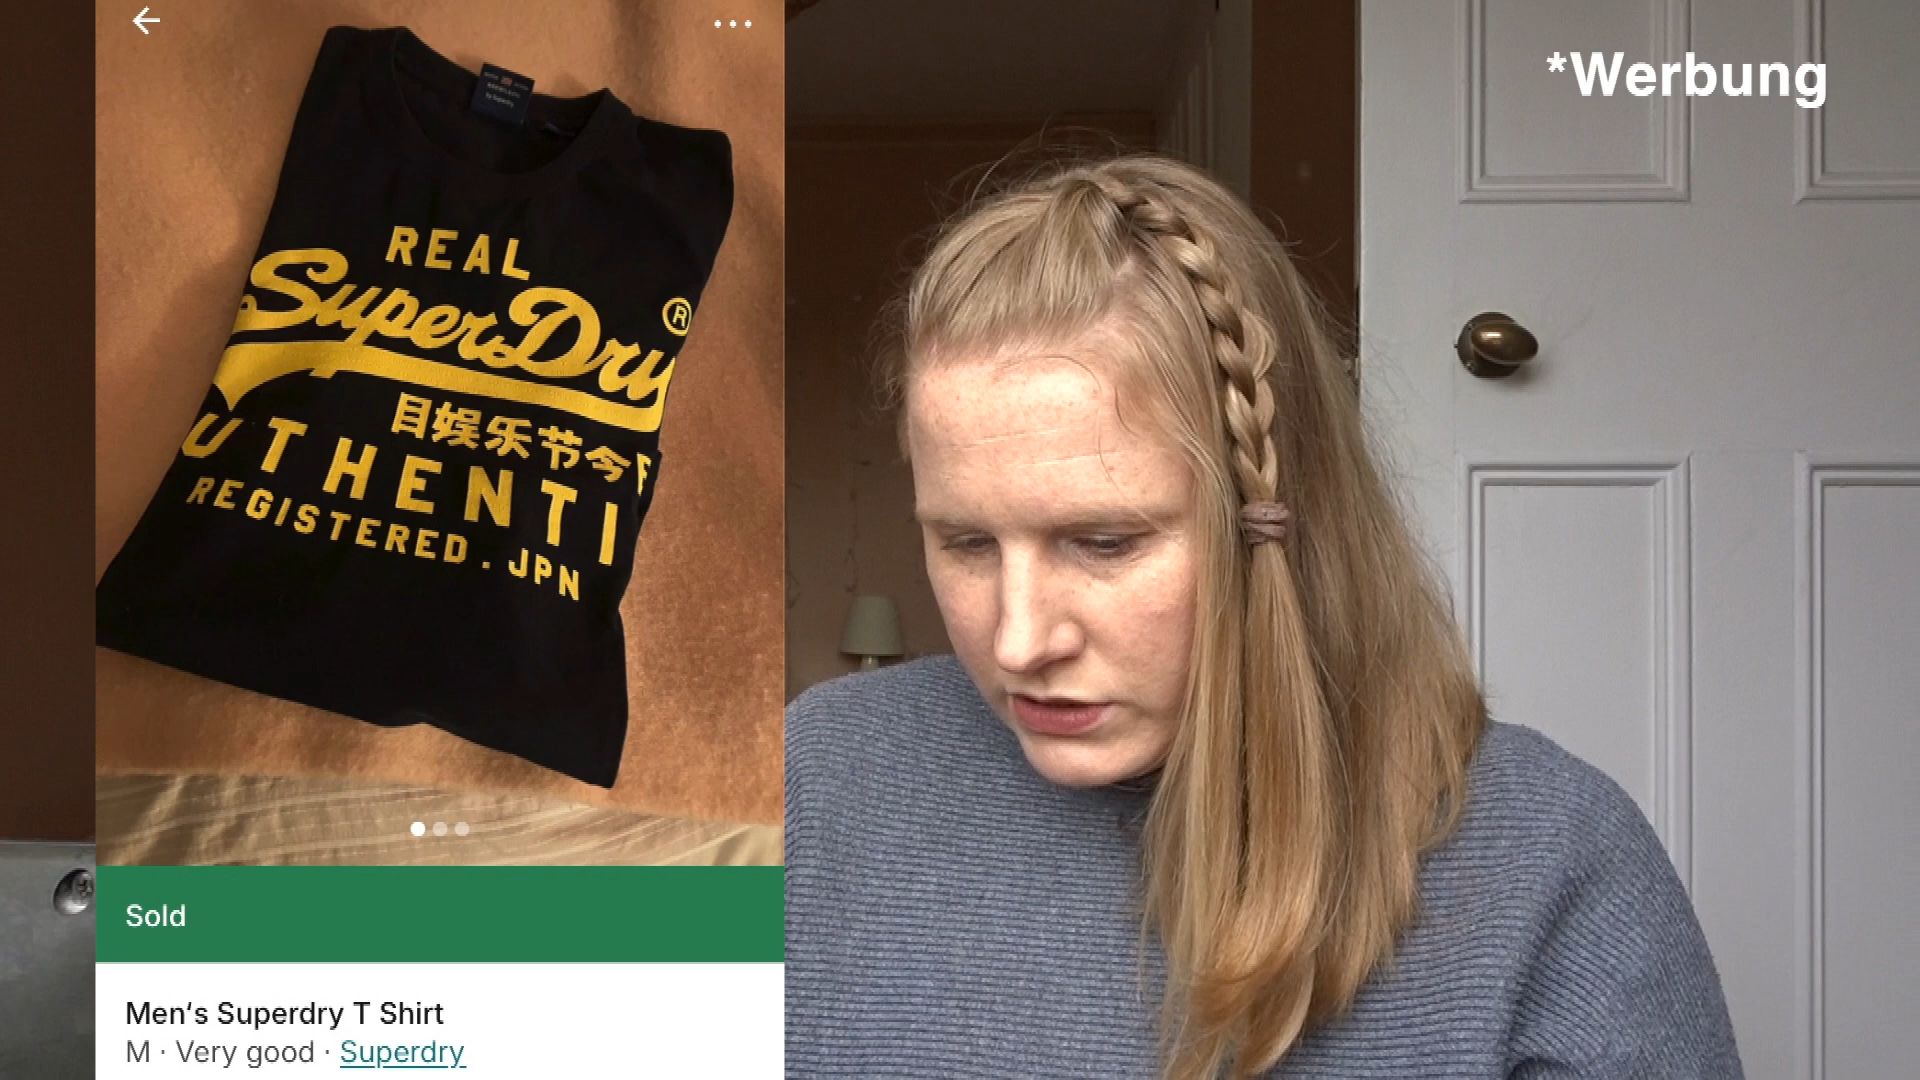 *Werbung
REAL
SuperDry®
目娱乐节今
UTHENTI
REGISTERED.JPN
Sold
Men's Superdry T Shirt
M · Very good · Superdry